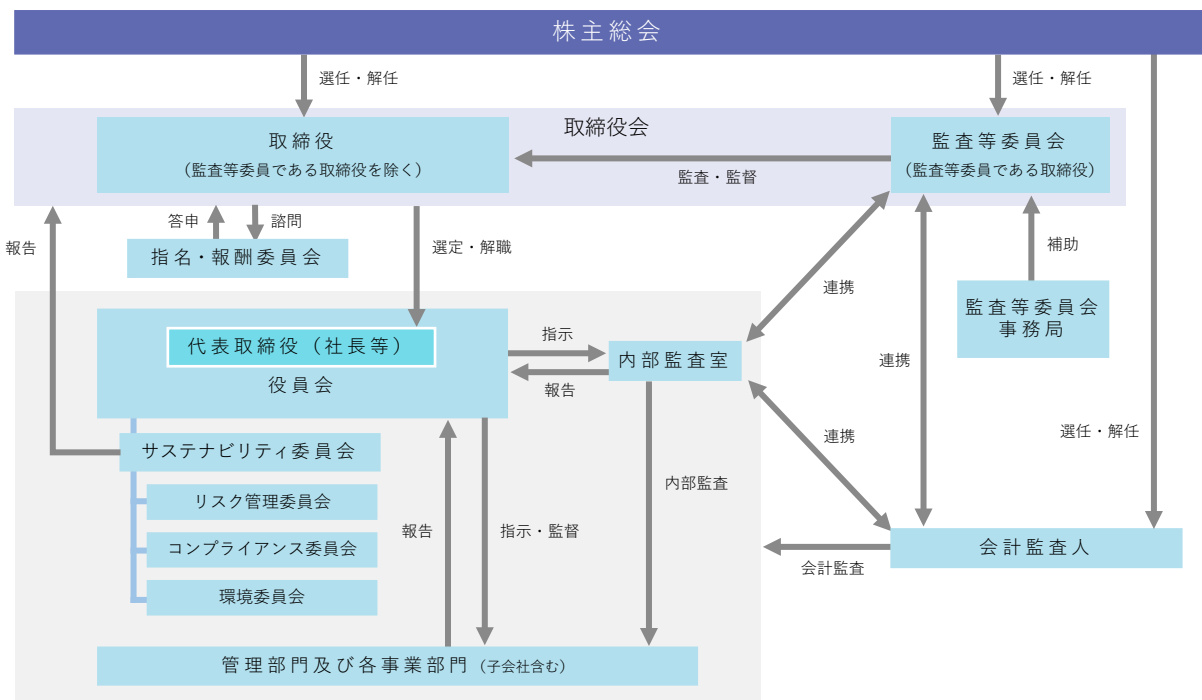 株主総会
選任・解任
選任・解任
取締役会
取締役
(監査等委員である取締役を除く)
監査等委員会
(監査等委員である取締役)
監査・監督
答申
諮問
報告
選定・解職
補助
指名・報酬委員会
連携
監査等委員会
事務局
代表取締役（社長等）
役員会
指示
報告
内部監査室
連携
連携
選任・解任
サステナビリティ委員会
リスク管理委員会
コンプライアンス委員会
環境委員会
報告
指示・監督
内部監査
会計監査人
会計監査
管理部門及び各事業部門(子会社含む)